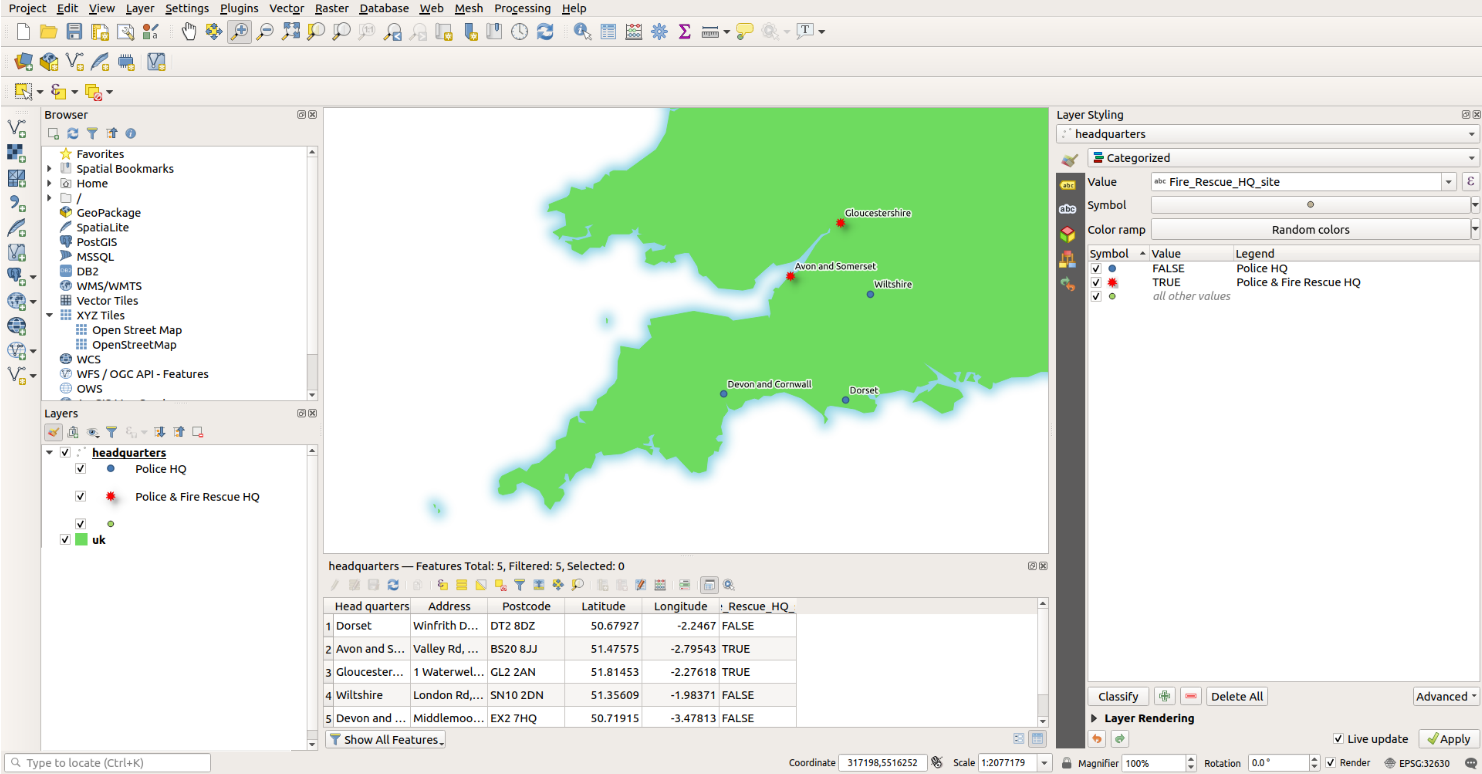 Project Edit View Layer Settings Plugins Vector Raster Database Web Mesh Processing Help
Browser
Favorites
Spatial Bookmarks
Home
/
GeoPackage
SpatiaLite
PostGIS
MSSQL
DB2
WMS/WMTS
Vector Tiles
XYZ Tiles
Open Street Map
OpenStreetMap
WCS
WFS / OGC API - Features
OWS
Layers
headquarters
Police HQ
Police & Fire Rescue HQ
uk
Gloucestershire
Avon and Somerset
Wiltshire
Devon and Cornwall
Dorset
headquarters — Features Total: 5, Filtered: 5, Selected: 0
Head quarters Address Postcode Latitude Longitude :_Rescue_HQ_
1 Dorset Winfrith D... DT2 8DZ 50.67927 -2.2467 FALSE
2 Avon and S... Valley Rd, ... BS20 8JJ 51.47575 -2.79543 TRUE
3 Gloucester... 1 Waterwel... GL2 2AN 51.81453 -2.27618 TRUE
4 Wiltshire London Rd,... SN10 2DN 51.35609 -1.98371 FALSE
5 Devon and ... Middlemoo... EX2 7HQ 50.71915 -3.47813 FALSE
Show All Features
Layer Styling
headquarters
Categorized
Value abc Fire_Rescue_HQ_site ε
Symbol
Color ramp Random colors
Symbol Value Legend
FALSE Police HQ
TRUE Police & Fire Rescue HQ
all other values
abc
abc
Classify Delete All Advanced
Layer Rendering
Live update Apply
Type to locate (Ctrl+K) Coordinate 317198,5516252 Scale 1:2077179 Magnifier 100% Rotation 0.0° Render EPSG:32630